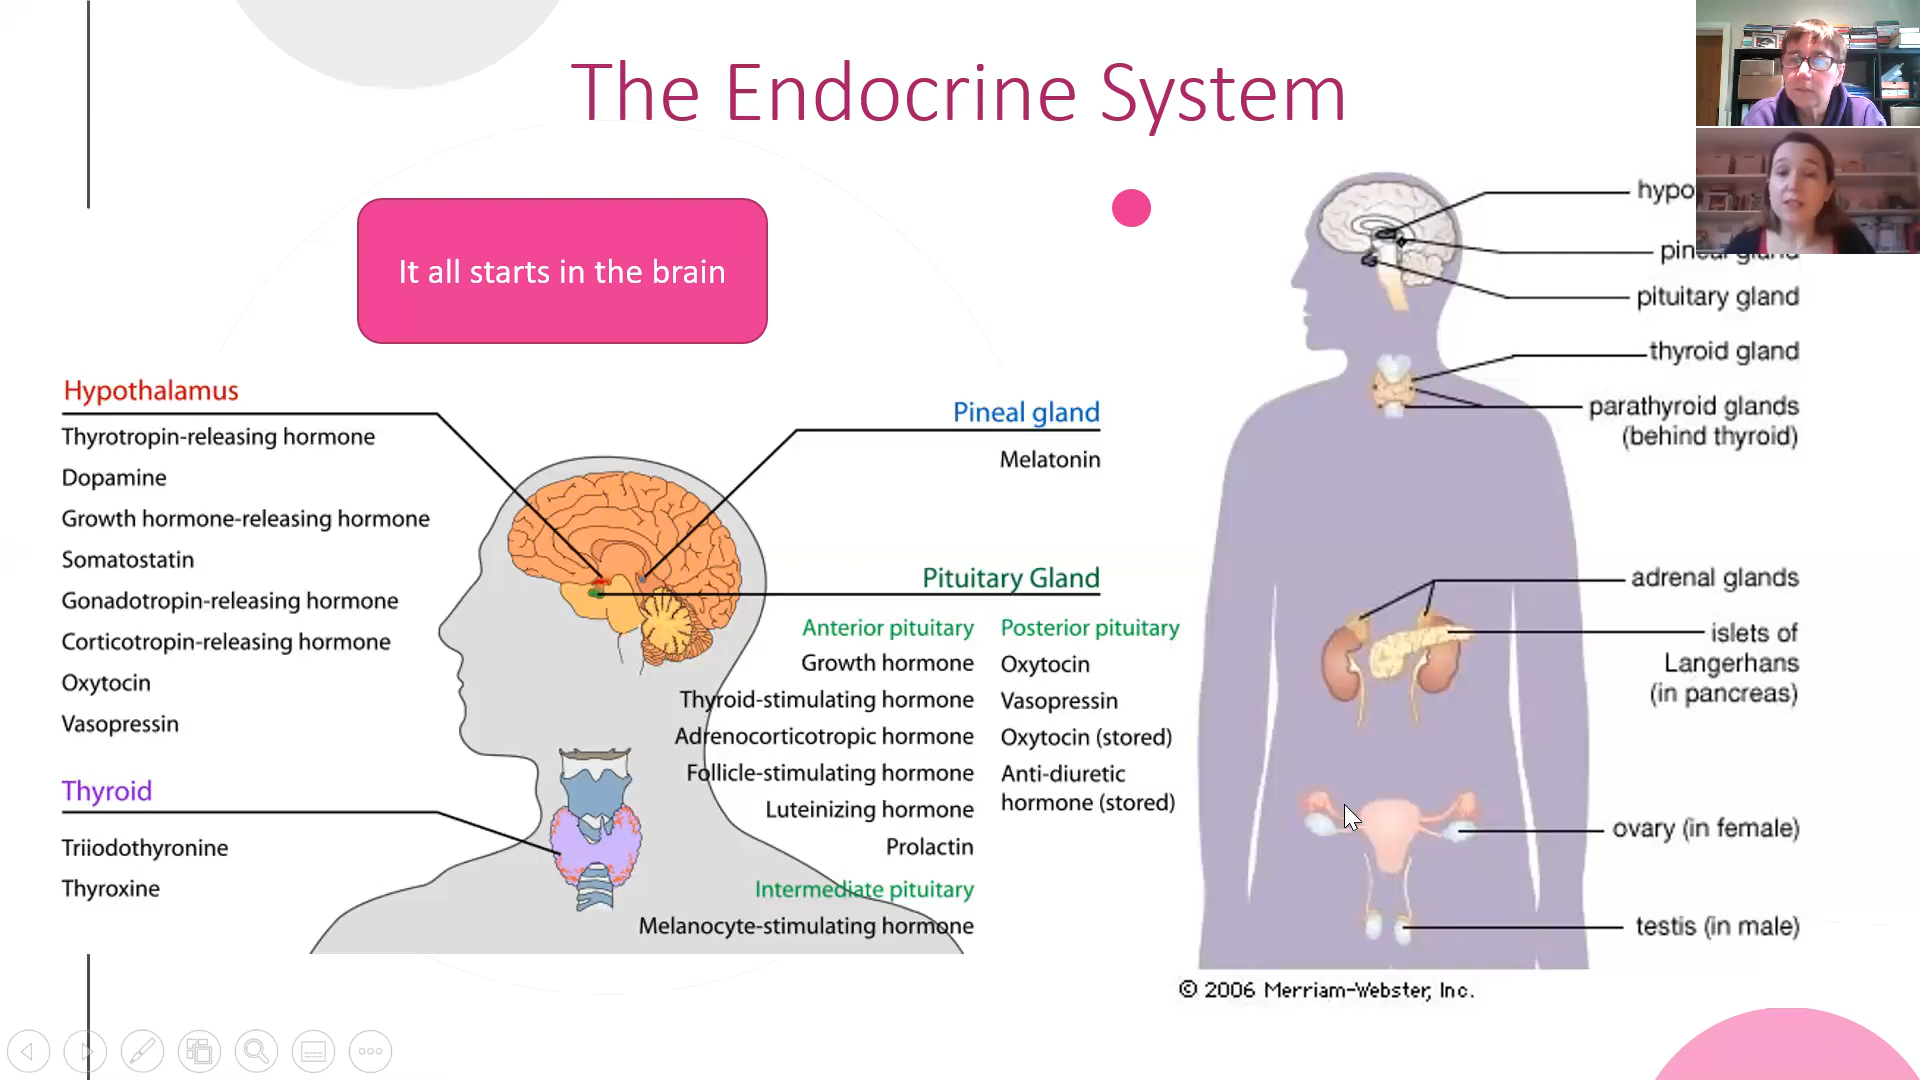 The Endocrine System
It all starts in the brain
Hypothalamus
Thyrotropin-releasing hormone
Dopamine
Growth hormone-releasing hormone
Somatostatin
Gonadotropin-releasing hormone
Corticotropin-releasing hormone
Oxytocin
Vasopressin
Thyroid
Triiodothyronine
Thyroxine
Pineal gland
Melatonin
Pituitary Gland
Anterior pituitary
Growth hormone
Thyroid-stimulating hormone
Adrenocorticotropic hormone
Follicle-stimulating hormone
Luteinizing hormone
Prolactin
Intermediate pituitary
Melanocyte-stimulating hormone
Posterior pituitary
Oxytocin
Vasopressin
Oxytocin (stored)
Anti-diuretic
hormone (stored)
hypo
pineal gland
pituitary gland
thyroid gland
parathyroid glands
(behind thyroid)
adrenal glands
islets of
Langerhans
(in pancreas)
ovary (in female)
testis (in male)
© 2006 Merriam-Webster, Inc.